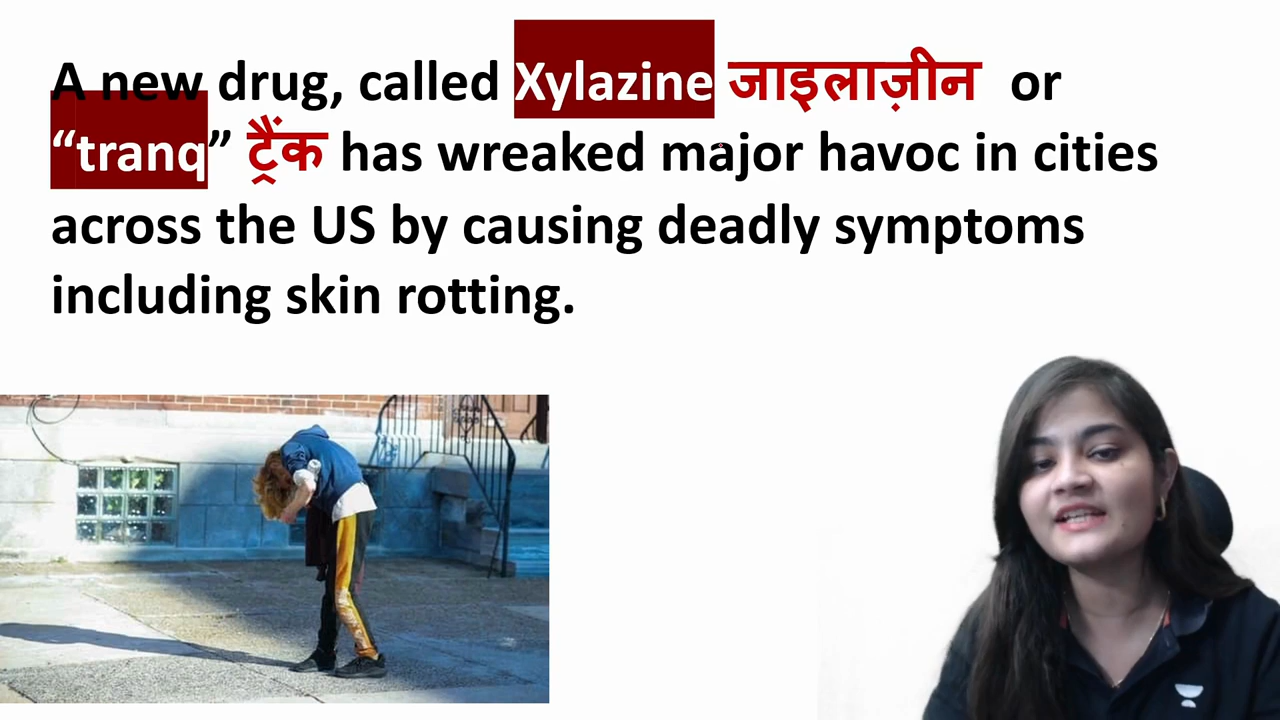 A new drug, called Xylazine जाइलाज़ीन or
“tranq” ट्रैंक has wreaked major havoc in cities
across the US by causing deadly symptoms
including skin rotting.